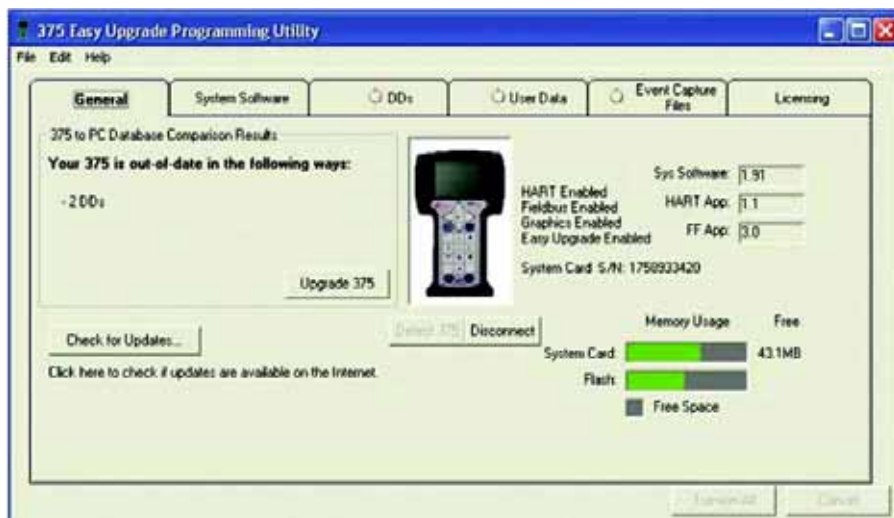 375 Easy Upgrade Programming Utility
File Edit Help
General
System Software
DDs
User Data
Event Capture
Files
Licensing
375 to PC Database Comparison Results
Your 375 is out-of-date in the following ways:
- 2 DDs
Upgrade 375
HART Enabled
Fieldbus Enabled
Graphics Enabled
Easy Upgrade Enabled
System Card S/N: 1758933420
Sys Software: 1.91
HART App: 1.1
FF App: 3.0
Check for Updates...
Click here to check if updates are available on the Internet.
Detect 375
Disconnect
Memory Usage Free
System Card: 43.1MB
Flash:
Free Space
Cancel